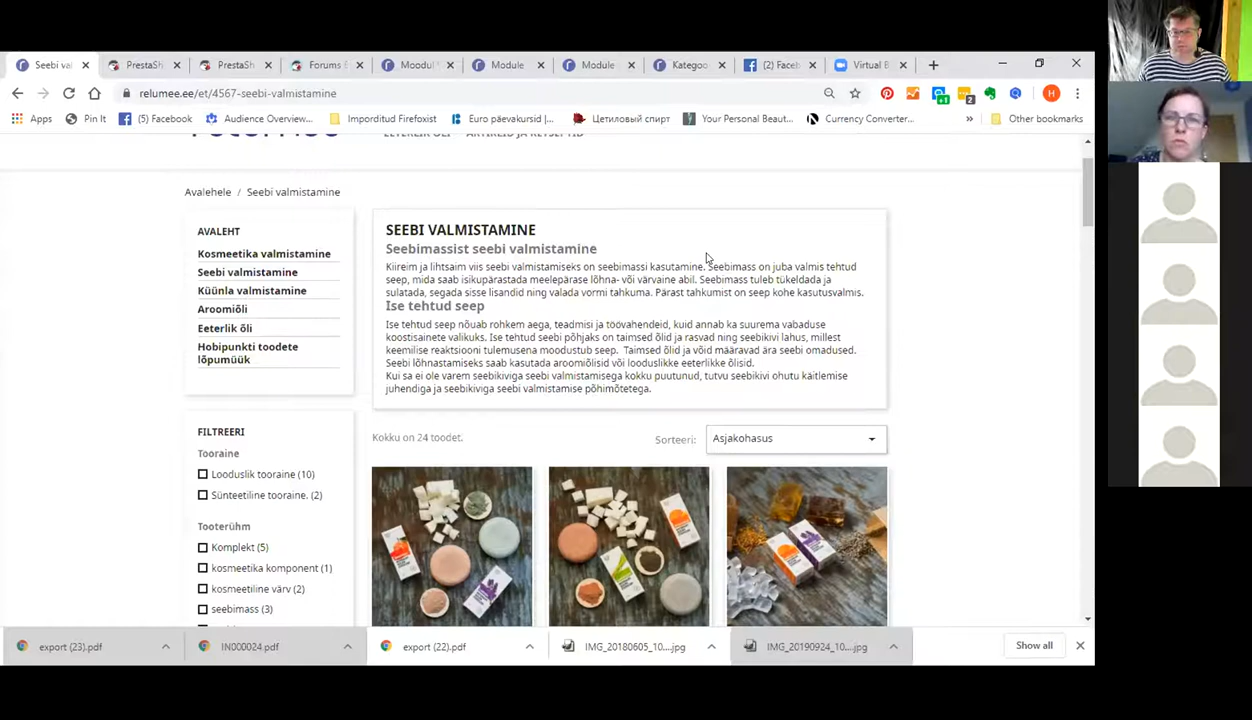 Seebi val
PrestaSh
PrestaSh
Forums E
Moodul
Module
Module
Kategoo
(2) Faceb
Virtual B
relumee.ee/et/4567-seebi-valmistamine
Apps
Pin It
(5) Facebook
Audience Overview...
Imporditud Firefoxist
Euro päevakursid |...
Цетиловый спирт
Your Personal Beaut...
Currency Converter...
»
Other bookmarks
EETERLIK ÕLI ARTIKLID JA RETSEPTID
Avalehele / Seebi valmistamine
AVALEHT
Kosmeetika valmistamine
Seebi valmistamine
Küünla valmistamine
Aroomiõli
Eeterlik õli
Hobipunkti toodete
lõpumüük
SEEBI VALMISTAMINE
Seebimassist seebi valmistamine
Kiireim ja lihtsaim viis seebi valmistamiseks on seebimassi kasutamine. Seebimass on juba valmis tehtud
seep, mida saab isikupärastada meelepärase lõhna- või värvaine abil. Seebimass tuleb tükeldada ja
sulatada, segada sisse lisandid ning valada vormi tahkuma. Pärast tahkumist on seep kohe kasutusvalmis.
Ise tehtud seep
Ise tehtud seep nõuab rohkem aega, teadmisi ja töövahendeid, kuid annab ka suurema vabaduse
koostisainete valikuks. Ise tehtud seebi põhjaks on taimsed õlid ja rasvad ning seebikivi lahus, millest
keemilise reaktsiooni tulemusena moodustub seep. Taimsed õlid ja võid määravad ära seebi omadused.
Seebi lõhnastamiseks saab kasutada aroomiõlisid või looduslikke eeterlikke õlisid.
Kui sa ei ole varem seebikiviga seebi valmistamisega kokku puutunud, tutvu seebikivi ohutu käitlemise
juhendiga ja seebikiviga seebi valmistamise põhimõtetega.
FILTREERI
Tooraine
Looduslik tooraine (10)
Sünteetiline tooraine. (2)
Tooterühm
Komplekt (5)
kosmeetika komponent (1)
kosmeetiline värv (2)
seebimass (3)
Kokku on 24 toodet.
Sorteeri:
Asjakohasus
export (23).pdf
IN000024.pdf
export (22).pdf
IMG_20180605_10....jpg
IMG_20190924_10....jpg
Show all